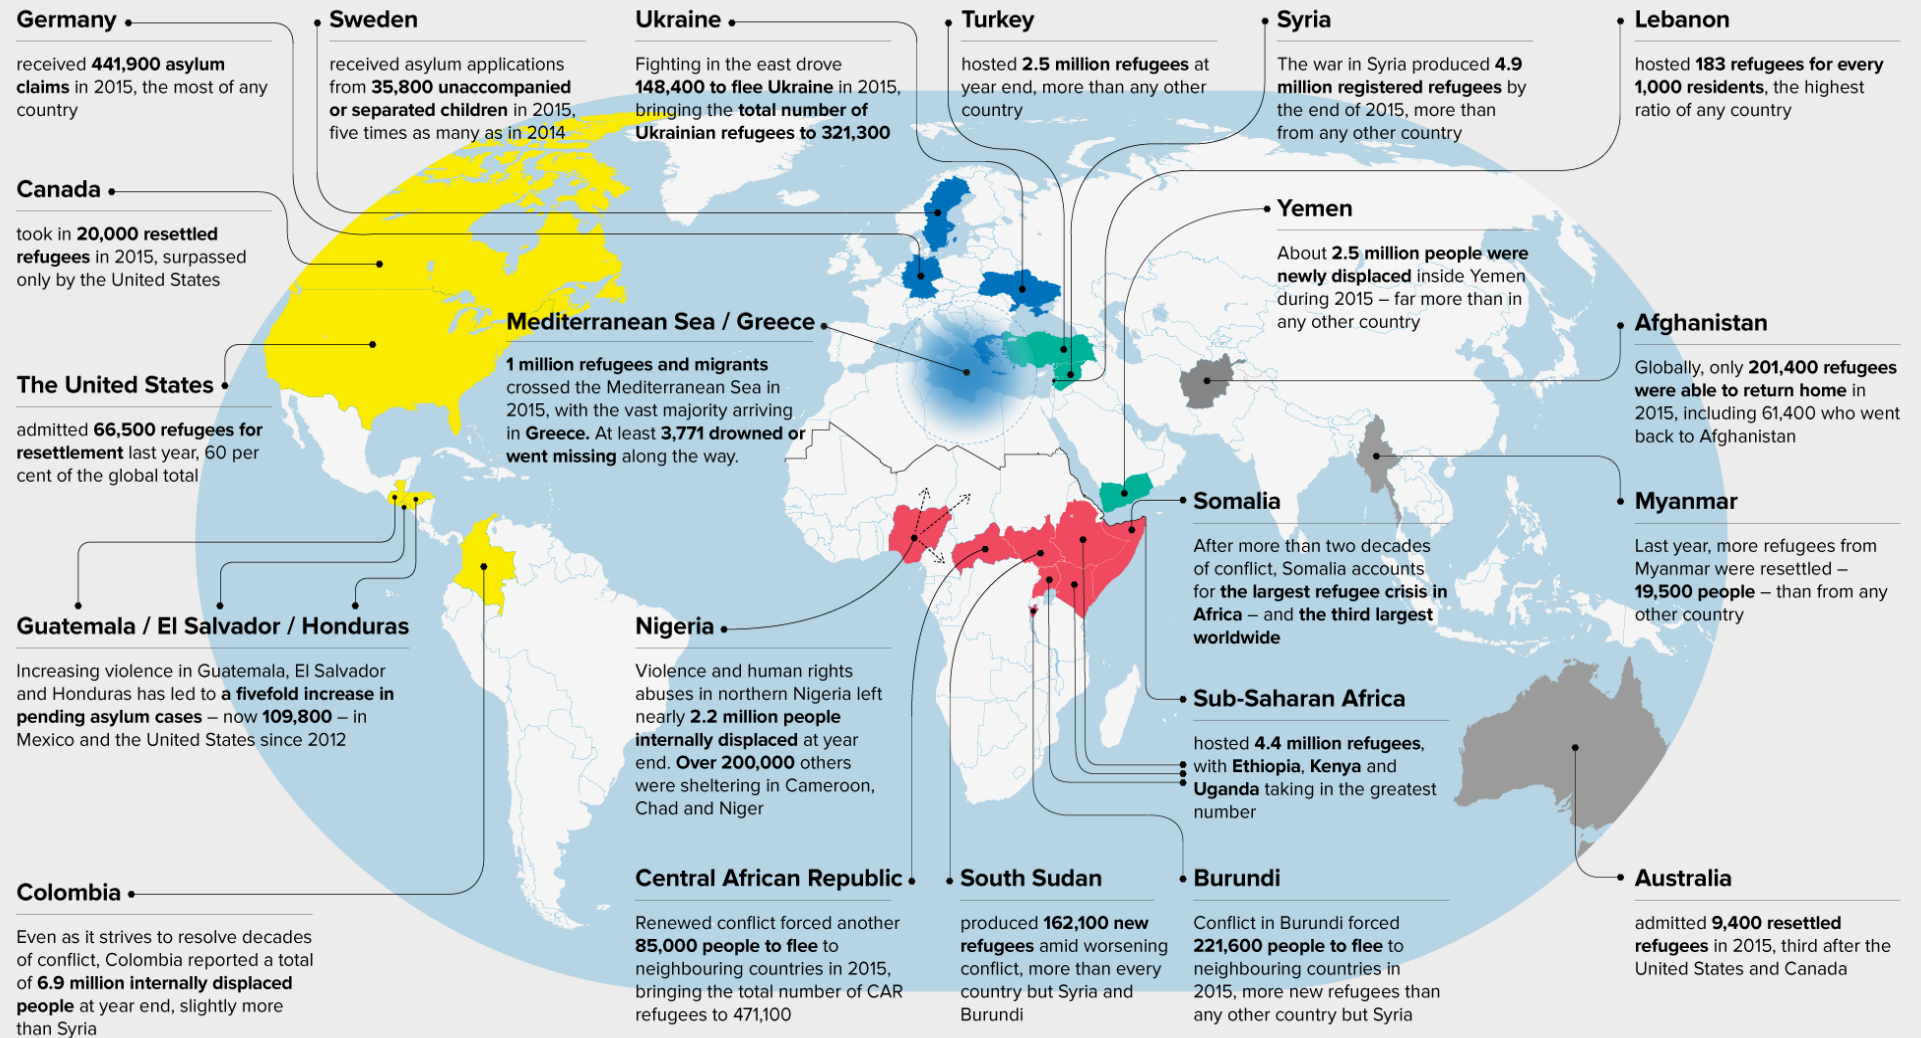 Germany
received 441,900 asylum
claims in 2015, the most of any
country
Sweden
received asylum applications
from 35,800 unaccompanied
or separated children in 2015,
five times as many as in 2014
Ukraine
Fighting in the east drove
148,400 to flee Ukraine in 2015,
bringing the total number of
Ukrainian refugees to 321,300
Turkey
hosted 2.5 million refugees at
year end, more than any other
country
Syria
The war in Syria produced 4.9
million registered refugees by
the end of 2015, more than
from any other country
Lebanon
hosted 183 refugees for every
1,000 residents, the highest
ratio of any country
Canada
took in 20,000 resettled
refugees in 2015, surpassed
only by the United States
Yemen
About 2.5 million people were
newly displaced inside Yemen
during 2015 – far more than in
any other country
Mediterranean Sea / Greece
1 million refugees and migrants
crossed the Mediterranean Sea in
2015, with the vast majority arriving
in Greece. At least 3,771 drowned or
went missing along the way.
Afghanistan
Globally, only 201,400 refugees
were able to return home in
2015, including 61,400 who went
back to Afghanistan
The United States
admitted 66,500 refugees for
resettlement last year, 60 per
cent of the global total
Somalia
After more than two decades
of conflict, Somalia accounts
for the largest refugee crisis in
Africa – and the third largest
worldwide
Myanmar
Last year, more refugees from
Myanmar were resettled –
19,500 people – than from any
other country
Guatemala / El Salvador / Honduras
Increasing violence in Guatemala, El Salvador
and Honduras has led to a fivefold increase in
pending asylum cases – now 109,800 – in
Mexico and the United States since 2012
Nigeria
Violence and human rights
abuses in northern Nigeria left
nearly 2.2 million people
internally displaced at year
end. Over 200,000 others
were sheltering in Cameroon,
Chad and Niger
Sub-Saharan Africa
hosted 4.4 million refugees,
with Ethiopia, Kenya and
Uganda taking in the greatest
number
Colombia
Even as it strives to resolve decades
of conflict, Colombia reported a total
of 6.9 million internally displaced
people at year end, slightly more
than Syria
Central African Republic
Renewed conflict forced another
85,000 people to flee to
neighbouring countries in 2015,
bringing the total number of CAR
refugees to 471,100
South Sudan
produced 162,100 new
refugees amid worsening
conflict, more than every
country but Syria and
Burundi
Burundi
Conflict in Burundi forced
221,600 people to flee to
neighbouring countries in
2015, more new refugees than
any other country but Syria
Australia
admitted 9,400 resettled
refugees in 2015, third after the
United States and Canada